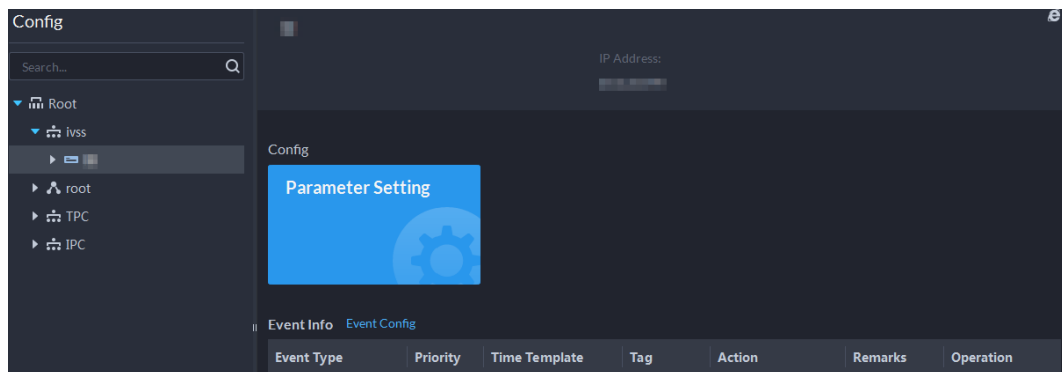 Config
Search...
Root
ivss
root
TPC
IPC
IP Address:
Config
Parameter Setting
Event Info Event Config
Event Type Priority Time Template Tag Action Remarks Operation